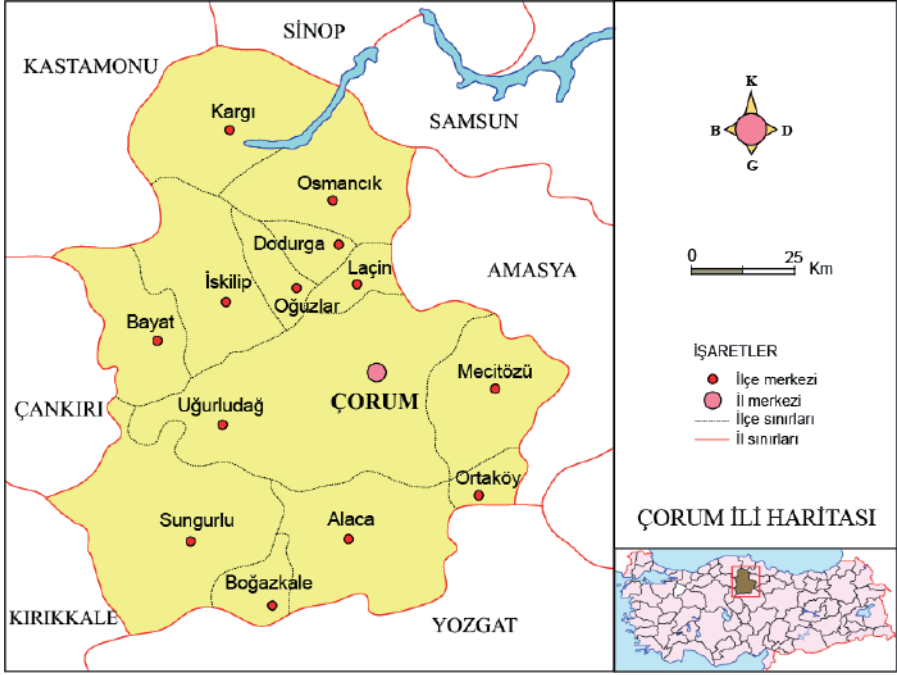 SİNOP
KASTAMONU
Kargı
SAMSUN
Osmancık
Dodurga
Laçin
AMASYA
İskilip
Oğuzlar
Bayat
Mecitözü
ÇANKIRI
Uğurludağ
ÇORUM
Ortaköy
Sungurlu
Alaca
Boğazkale
KIRIKKALE
YOZGAT
K
B D
G
0 25
Km
İŞARETLER
İlçe merkezi
İl merkezi
İlçe sınırları
İl sınırları
ÇORUM İLİ HARİTASI